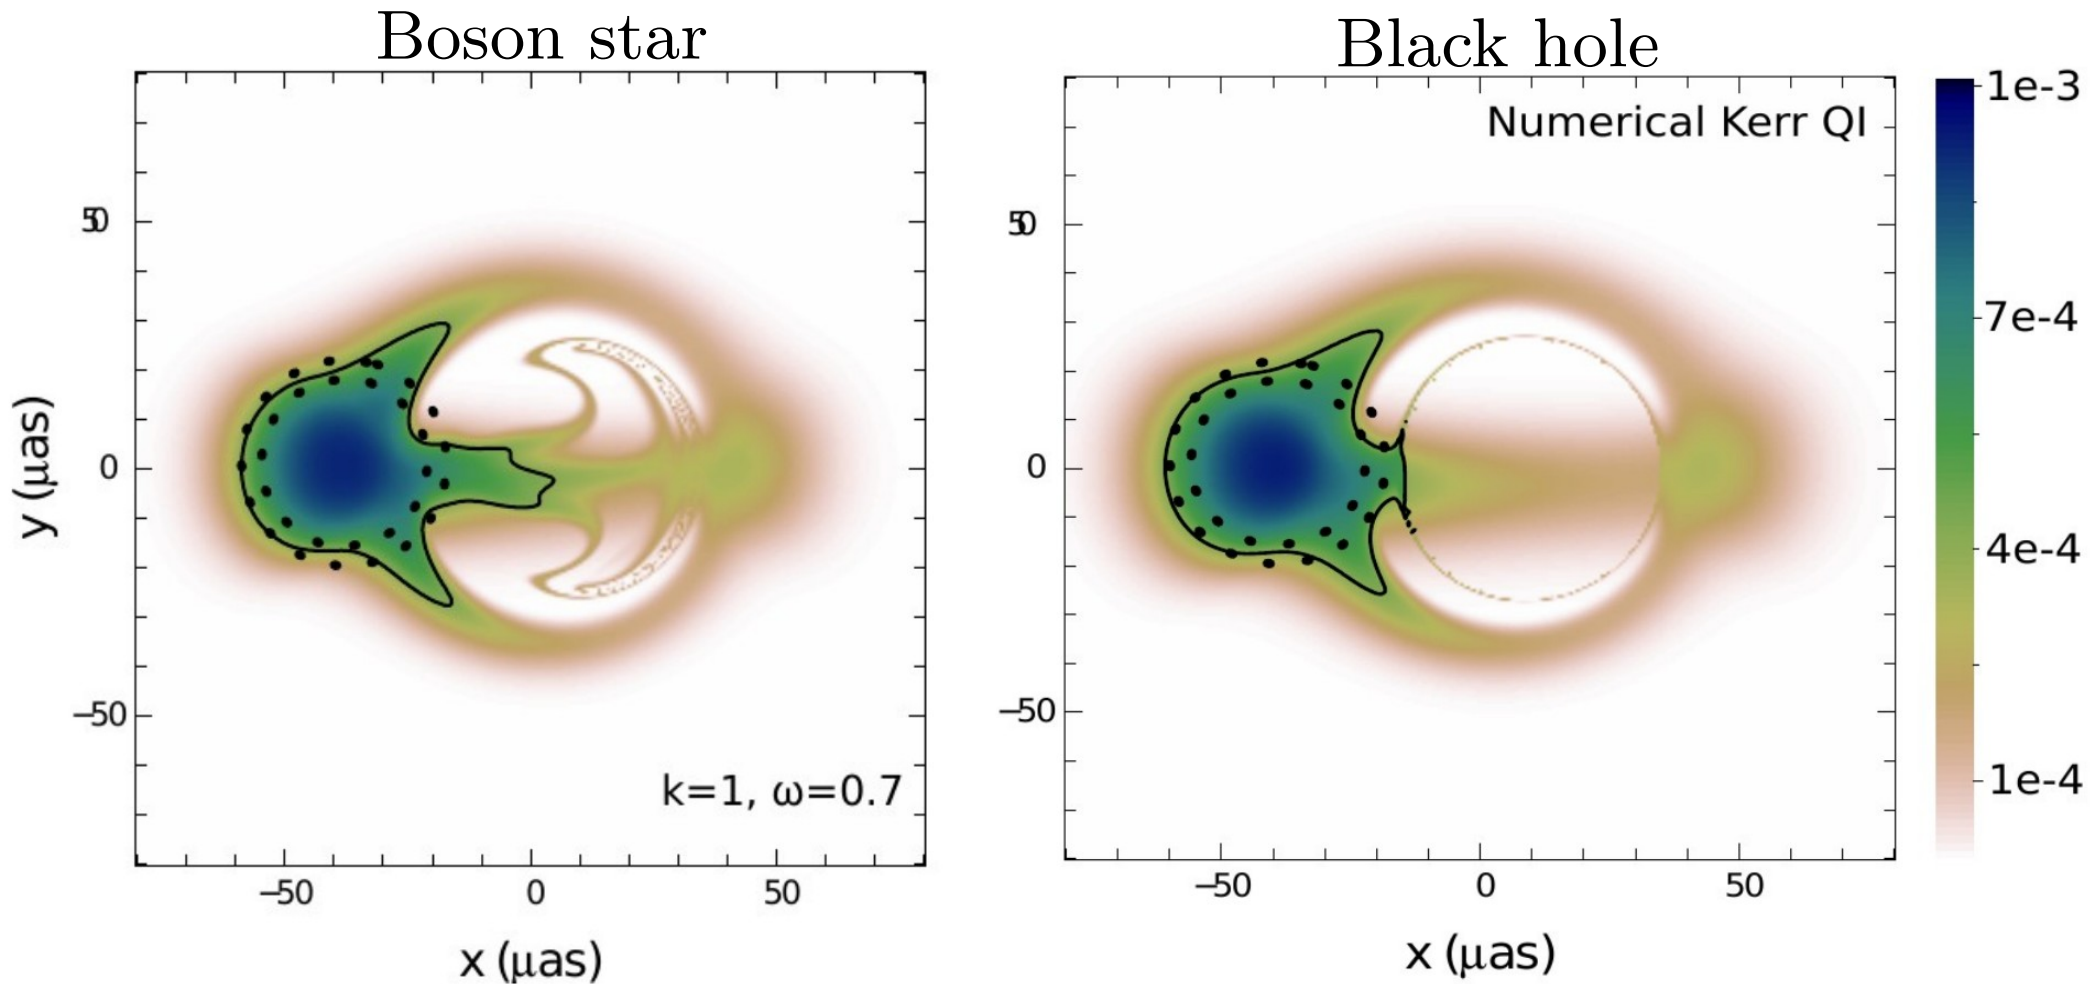 Boson star
Black hole
Numerical Kerr QI
k=1, ω=0.7
y (μas)
50
0
−50
−50
0
50
x (μas)
50
0
−50
−50
0
50
x (μas)
1e-3
7e-4
4e-4
1e-4